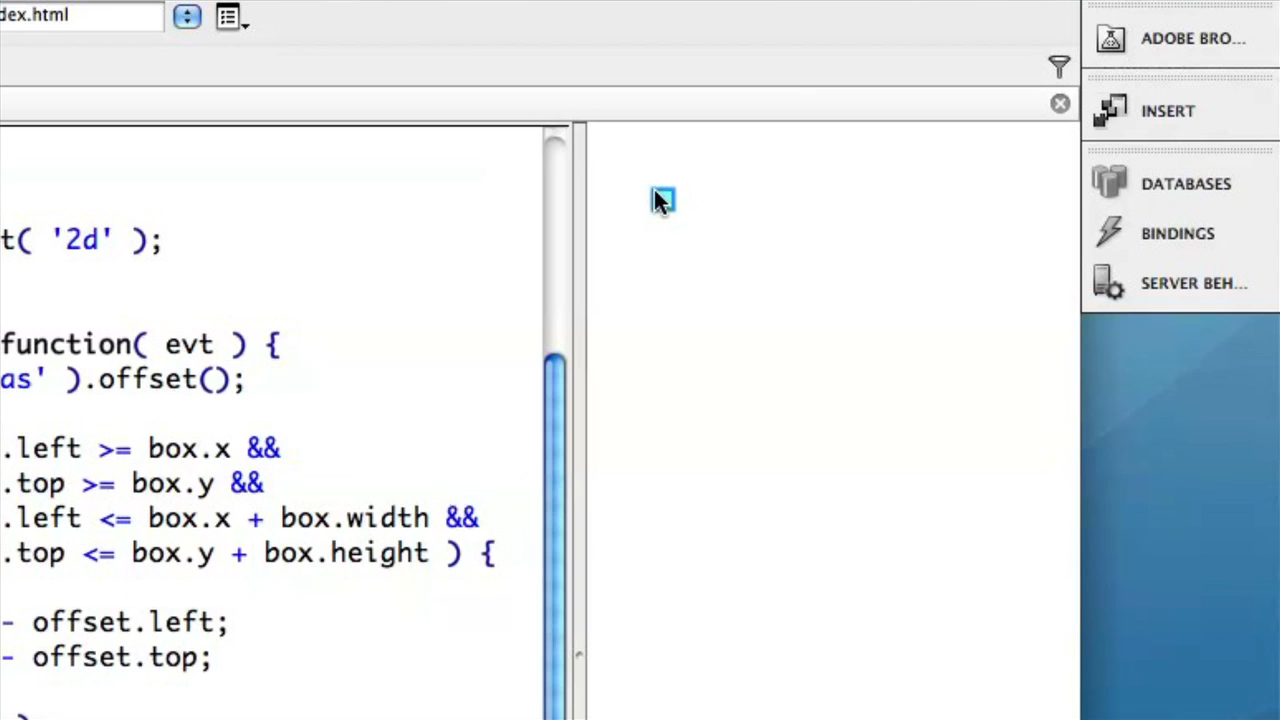 dex.html
t( '2d' );
function( evt ) {
as' ).offset();
.left >= box.x &&
.top >= box.y &&
.left <= box.x + box.width &&
.top <= box.y + box.height ) {
- offset.left;
- offset.top;
ADOBE BRO...
INSERT
DATABASES
BINDINGS
SERVER BEH...